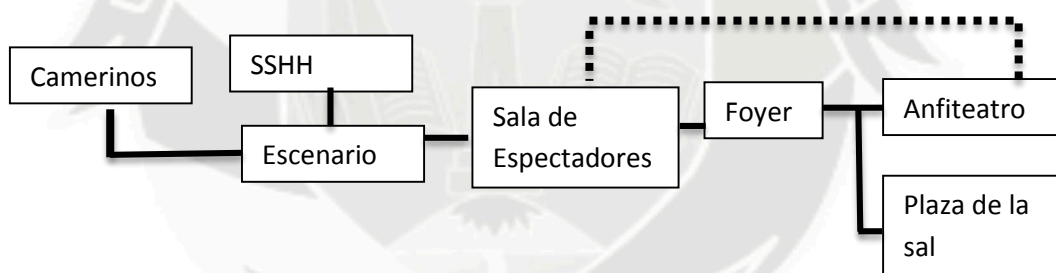 Camerinos
SSHH
Escenario
Sala de
Espectadores
Foyer
Anfiteatro
Plaza de la
sal